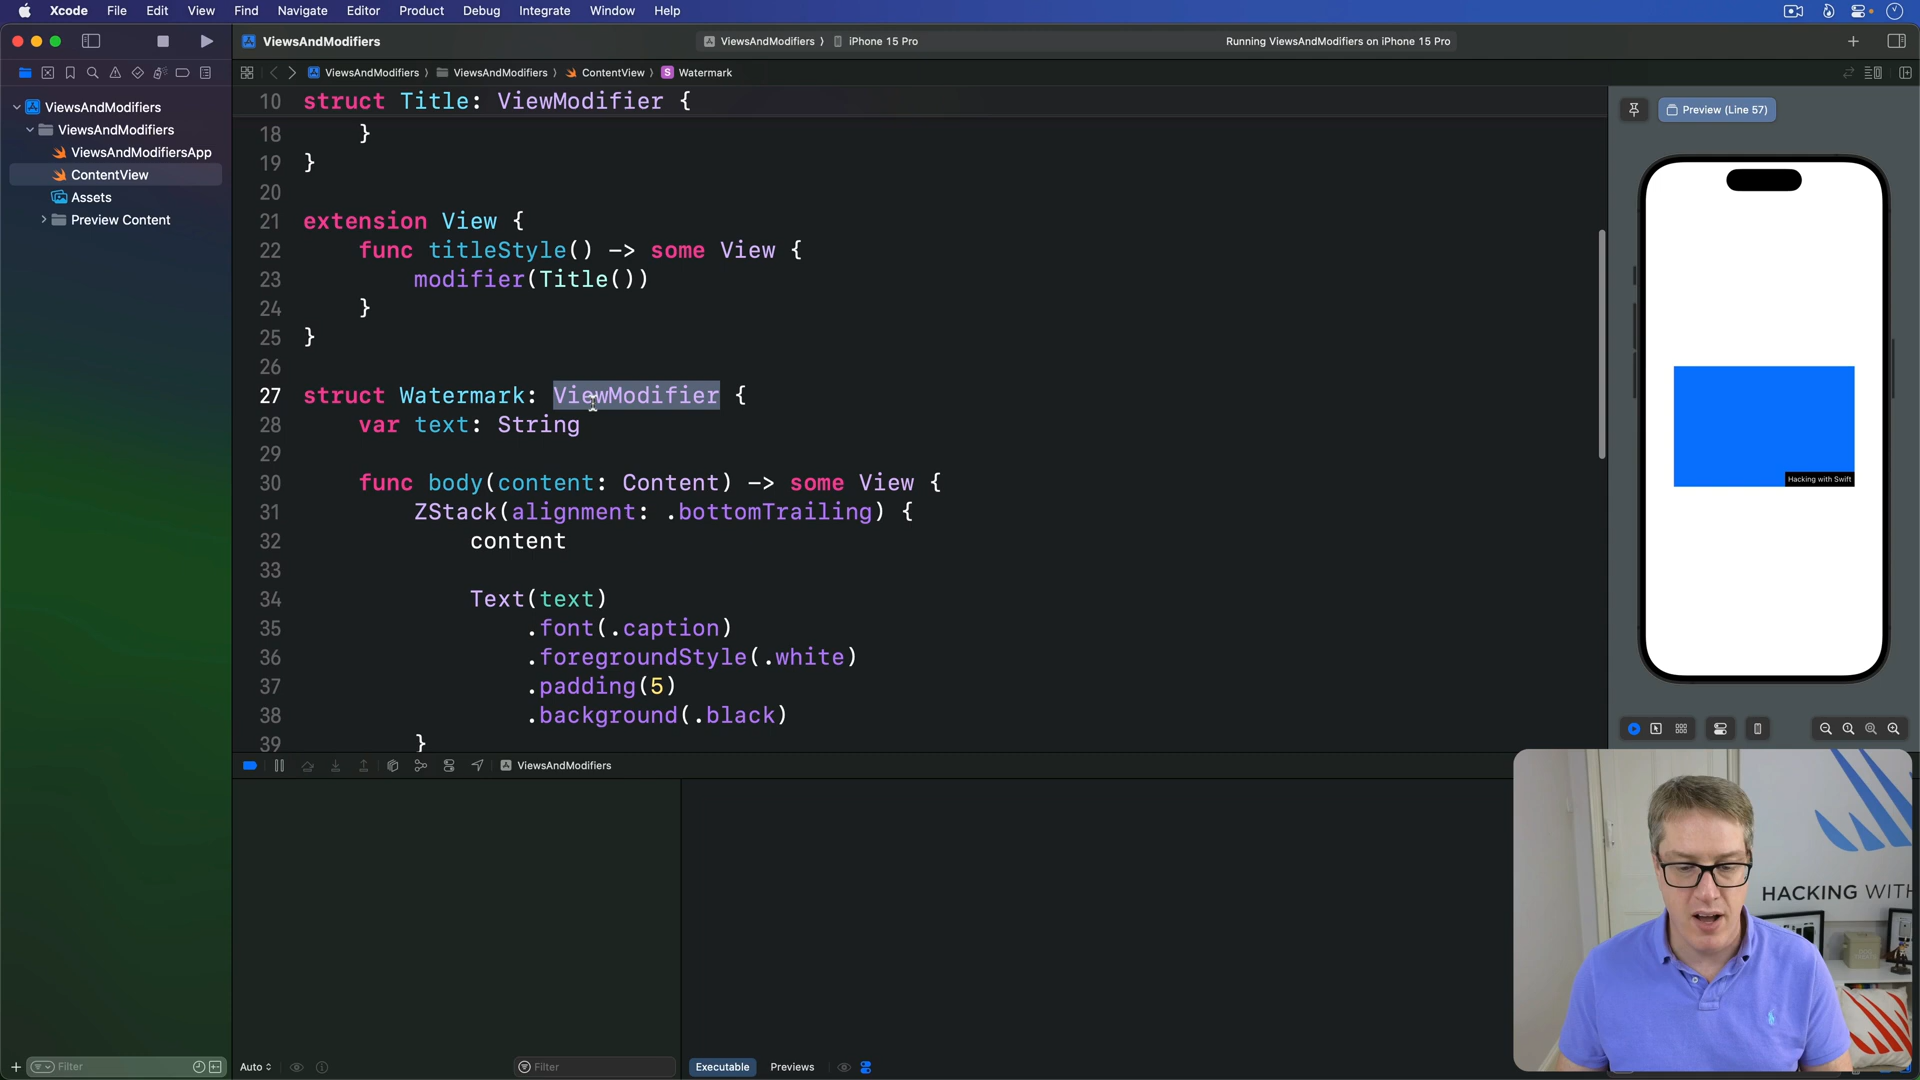 Xcode File Edit View Find Navigate Editor Product Debug Integrate Window Help
ViewsAndModifiers
ViewsAndModifiers 〉 iPhone 15 Pro
Running ViewsAndModifiers on iPhone 15 Pro
ViewsAndModifiers 〉 ViewsAndModifiers 〉 ContentView 〉 S Watermark
ViewsAndModifiers
ViewsAndModifiers
ViewsAndModifiersApp
ContentView
Assets
Preview Content
10 struct Title: ViewModifier {
18 }
19 }
20
21 extension View {
22 func titleStyle() -> some View {
23 modifier(Title())
24 }
25 }
26
27 struct Watermark: ViewModifier {
28 var text: String
29
30 func body(content: Content) -> some View {
31 ZStack(alignment: .bottomTrailing) {
32 content
33
34 Text(text)
35 .font(.caption)
36 .foregroundStyle(.white)
37 .padding(5)
38 .background(.black)
39 }
Preview (Line 57)
Hacking with Swift
ViewsAndModifiers
HACKING WITH
Filter
Auto
Filter
Executable Previews